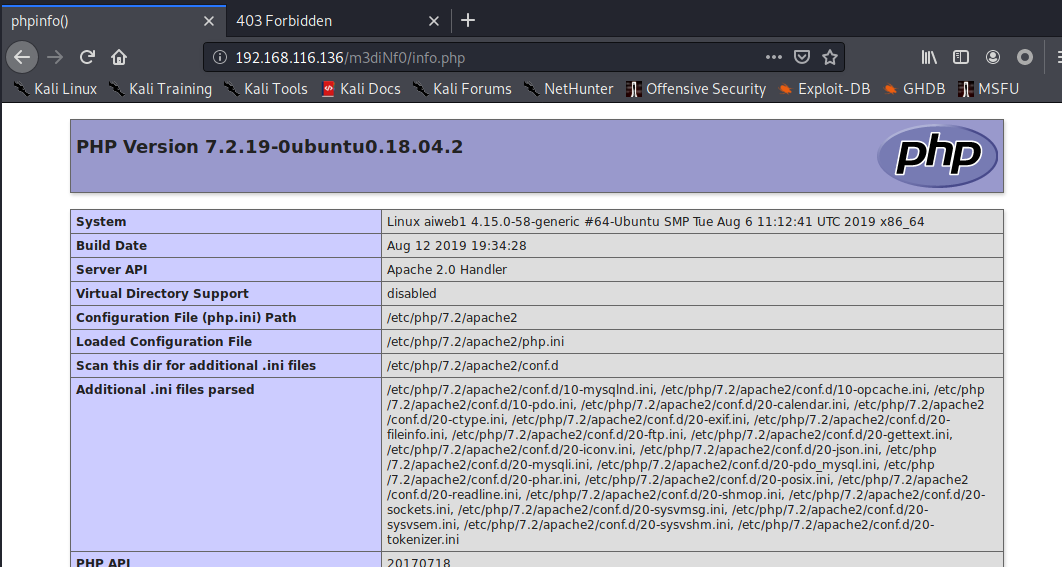 phpinfo()
403 Forbidden
192.168.116.136/m3diNf0/info.php
Kali Linux Kali Training Kali Tools Kali Docs Kali Forums NetHunter Offensive Security Exploit-DB GHDB MSFU
PHP Version 7.2.19-0ubuntu0.18.04.2
php
System Linux aiweb1 4.15.0-58-generic #64-Ubuntu SMP Tue Aug 6 11:12:41 UTC 2019 x86_64
Build Date Aug 12 2019 19:34:28
Server API Apache 2.0 Handler
Virtual Directory Support disabled
Configuration File (php.ini) Path /etc/php/7.2/apache2
Loaded Configuration File /etc/php/7.2/apache2/php.ini
Scan this dir for additional .ini files /etc/php/7.2/apache2/conf.d
Additional .ini files parsed /etc/php/7.2/apache2/conf.d/10-mysqlnd.ini, /etc/php/7.2/apache2/conf.d/10-opcache.ini, /etc/php
/7.2/apache2/conf.d/10-pdo.ini, /etc/php/7.2/apache2/conf.d/20-calendar.ini, /etc/php/7.2/apache2
/conf.d/20-ctype.ini, /etc/php/7.2/apache2/conf.d/20-exif.ini, /etc/php/7.2/apache2/conf.d/20-
fileinfo.ini, /etc/php/7.2/apache2/conf.d/20-ftp.ini, /etc/php/7.2/apache2/conf.d/20-gettext.ini,
/etc/php/7.2/apache2/conf.d/20-iconv.ini, /etc/php/7.2/apache2/conf.d/20-json.ini, /etc/php
/7.2/apache2/conf.d/20-mysqli.ini, /etc/php/7.2/apache2/conf.d/20-pdo_mysql.ini, /etc/php
/7.2/apache2/conf.d/20-phar.ini, /etc/php/7.2/apache2/conf.d/20-posix.ini, /etc/php/7.2/apache2
/conf.d/20-readline.ini, /etc/php/7.2/apache2/conf.d/20-shmop.ini, /etc/php/7.2/apache2/conf.d/20-
sockets.ini, /etc/php/7.2/apache2/conf.d/20-sysvmsg.ini, /etc/php/7.2/apache2/conf.d/20-
sysvsem.ini, /etc/php/7.2/apache2/conf.d/20-sysvshm.ini, /etc/php/7.2/apache2/conf.d/20-
tokenizer.ini
PHP API 20170718